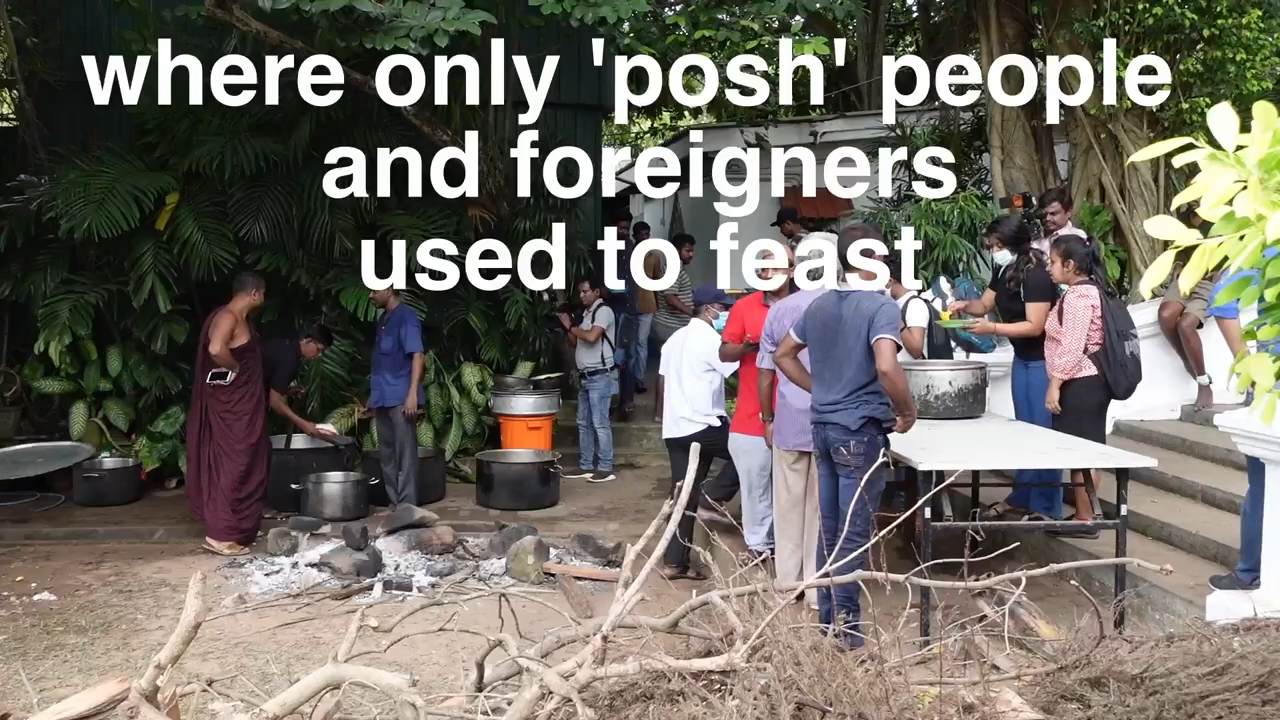 where only 'posh' people
and foreigners
used to feast